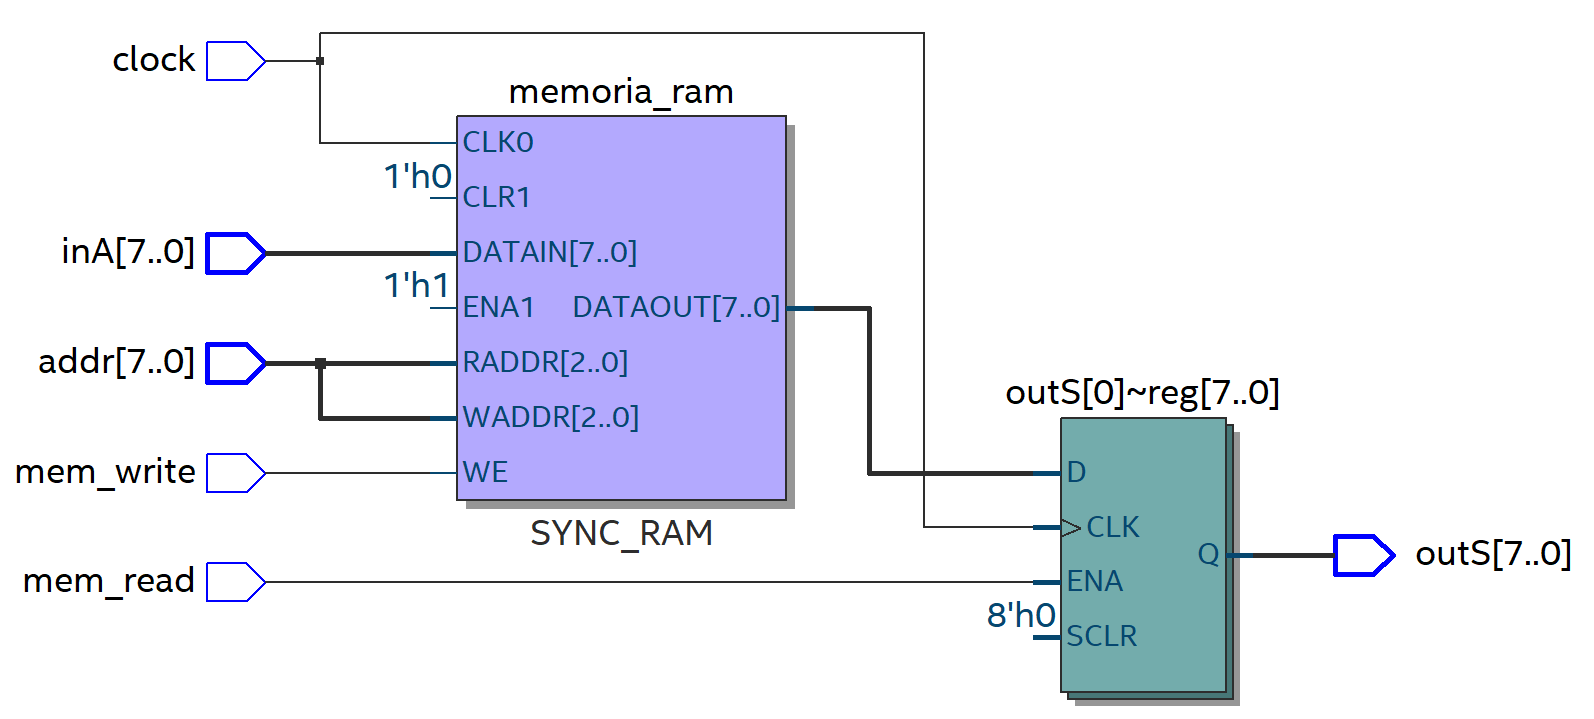 clock
memoria_ram
CLK0
1'h0
CLR1
inA[7..0]
DATAIN[7..0]
1'h1
ENA1 DATAOUT[7..0]
addr[7..0]
RADDR[2..0]
WADDR[2..0]
mem_write
WE
SYNC_RAM
mem_read
outS[0]~reg[7..0]
D
CLK
Q
ENA
8'h0
SCLR
outS[7..0]